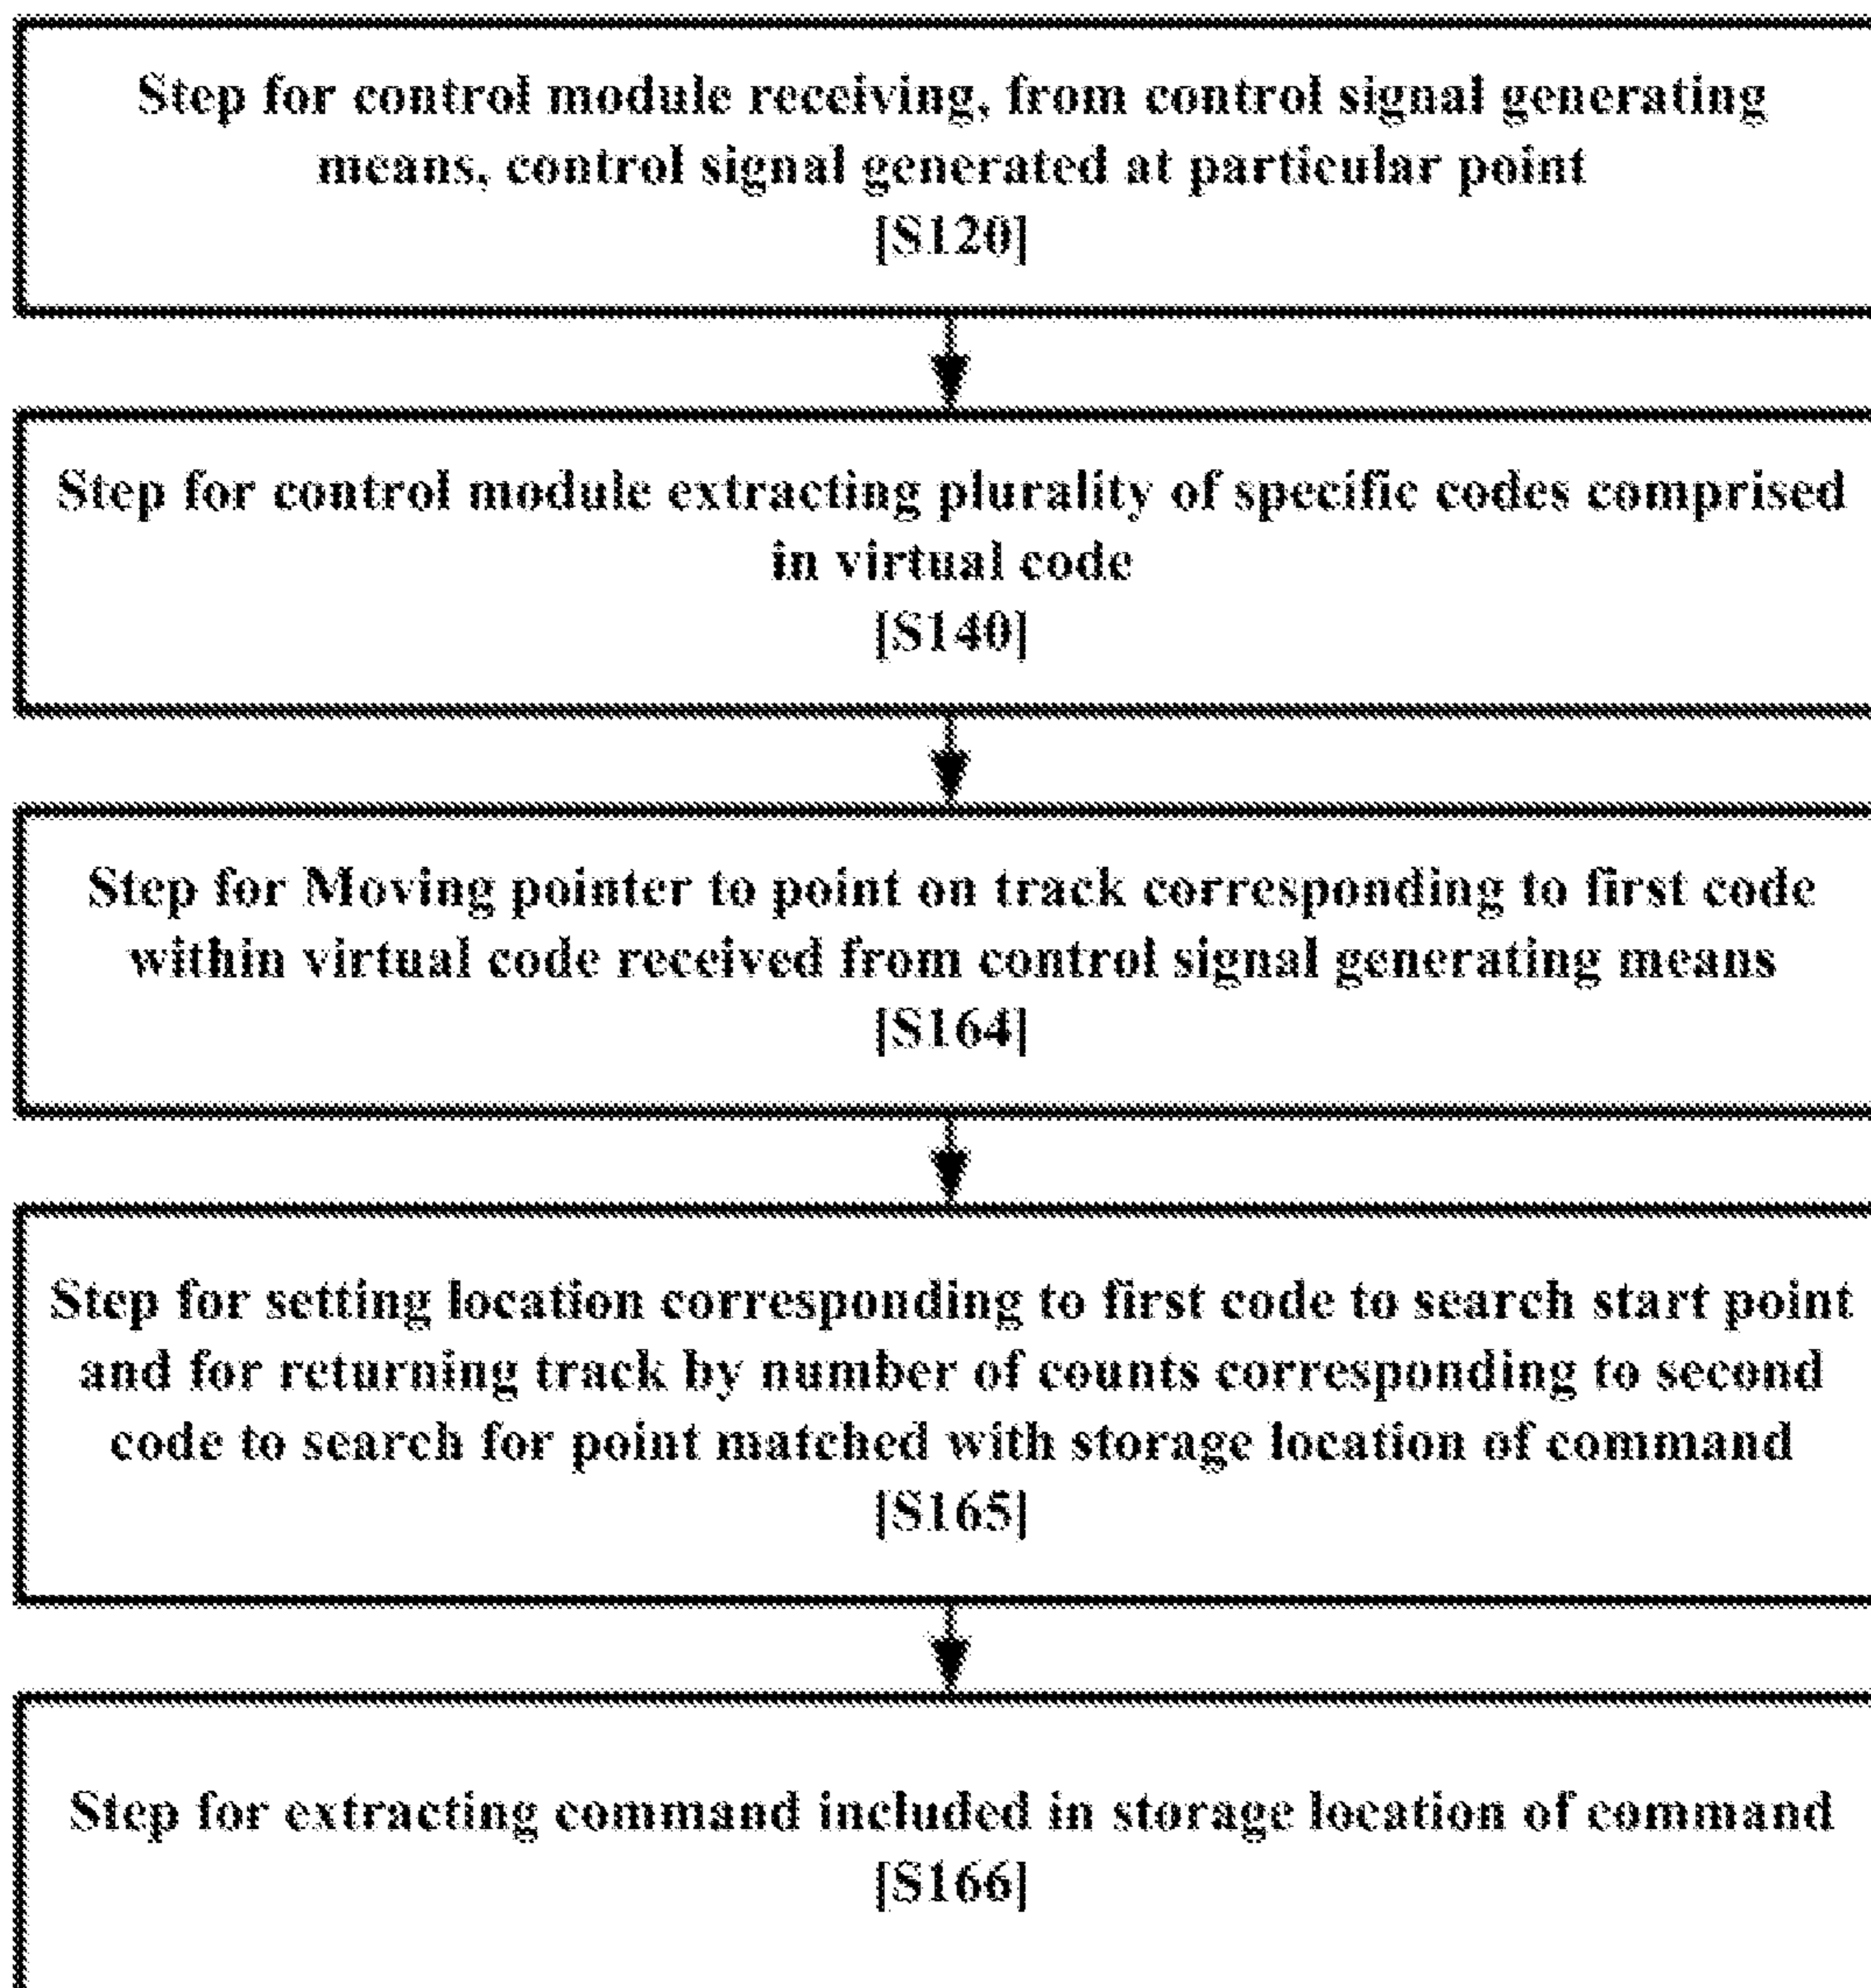 Step for control module receiving, from control signal generating
means, control signal generated at particular point
[S120]
Step for control module extracting plurality of specific codes comprised
in virtual code
[S140]
Step for Moving pointer to point on track corresponding to first code
within virtual code received from control signal generating means
[S164]
Step for setting location corresponding to first code to search start point
and for returning track by number of counts corresponding to second
code to search for point matched with storage location of command
[S165]
Step for extracting command included in storage location of command
[S166]